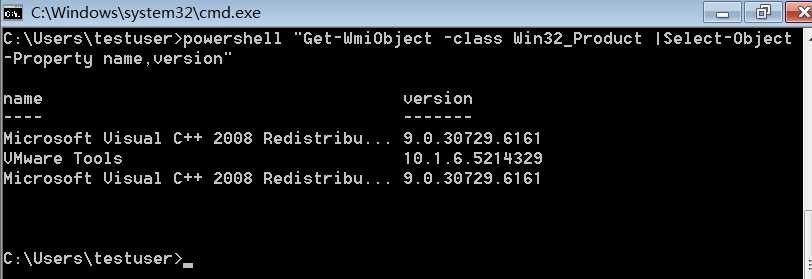 C:\Windows\system32\cmd.exe
C:\Users\testuser>powershell "Get-WmiObject -class Win32_Product |Select-Object
-Property name,version"
name version
---- -------
Microsoft Visual C++ 2008 Redistribu... 9.0.30729.6161
VMware Tools 10.1.6.5214329
Microsoft Visual C++ 2008 Redistribu... 9.0.30729.6161
C:\Users\testuser>_